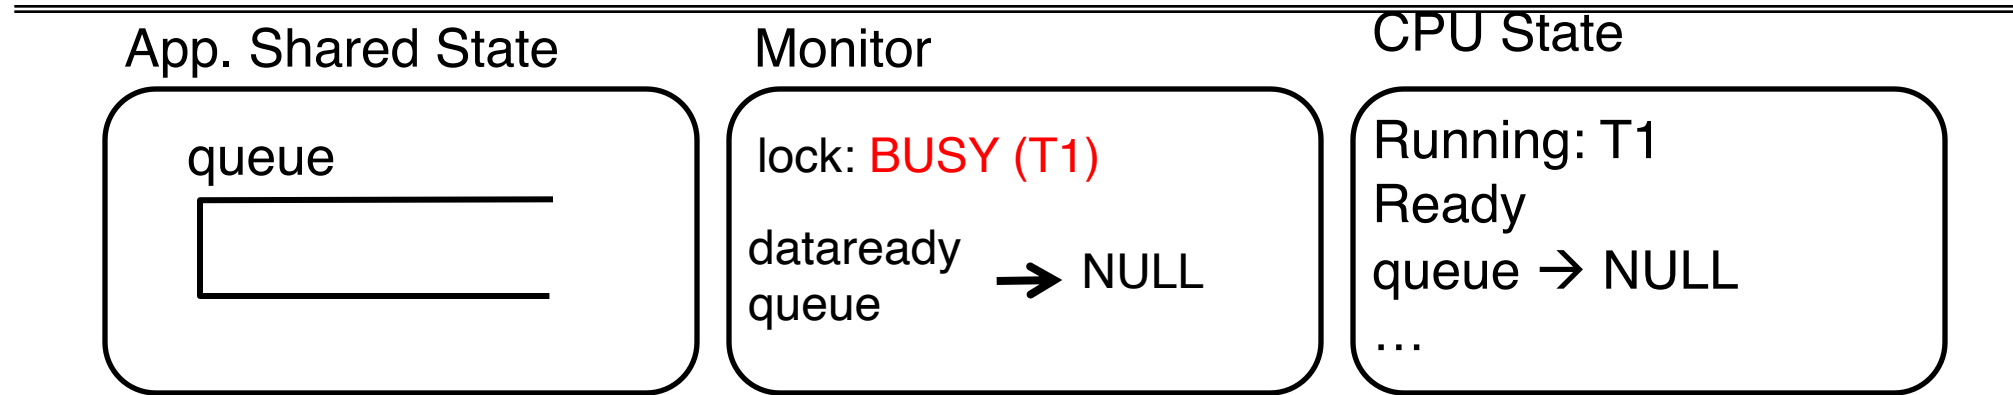 App. Shared State
queue
Monitor
lock: BUSY (T1)
dataready
queue → NULL
CPU State
Running: T1
Ready
queue → NULL
…